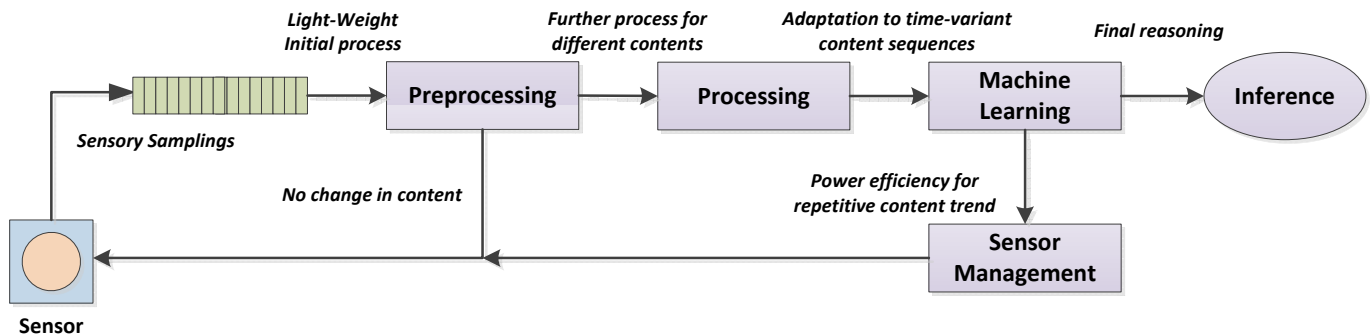 Light-Weight
Initial process
Further process for
different contents
Adaptation to time-variant
content sequences
Final reasoning
Preprocessing
Processing
Machine
Learning
Inference
Sensory Samplings
No change in content
Power efficiency for
repetitive content trend
Sensor
Management
Sensor